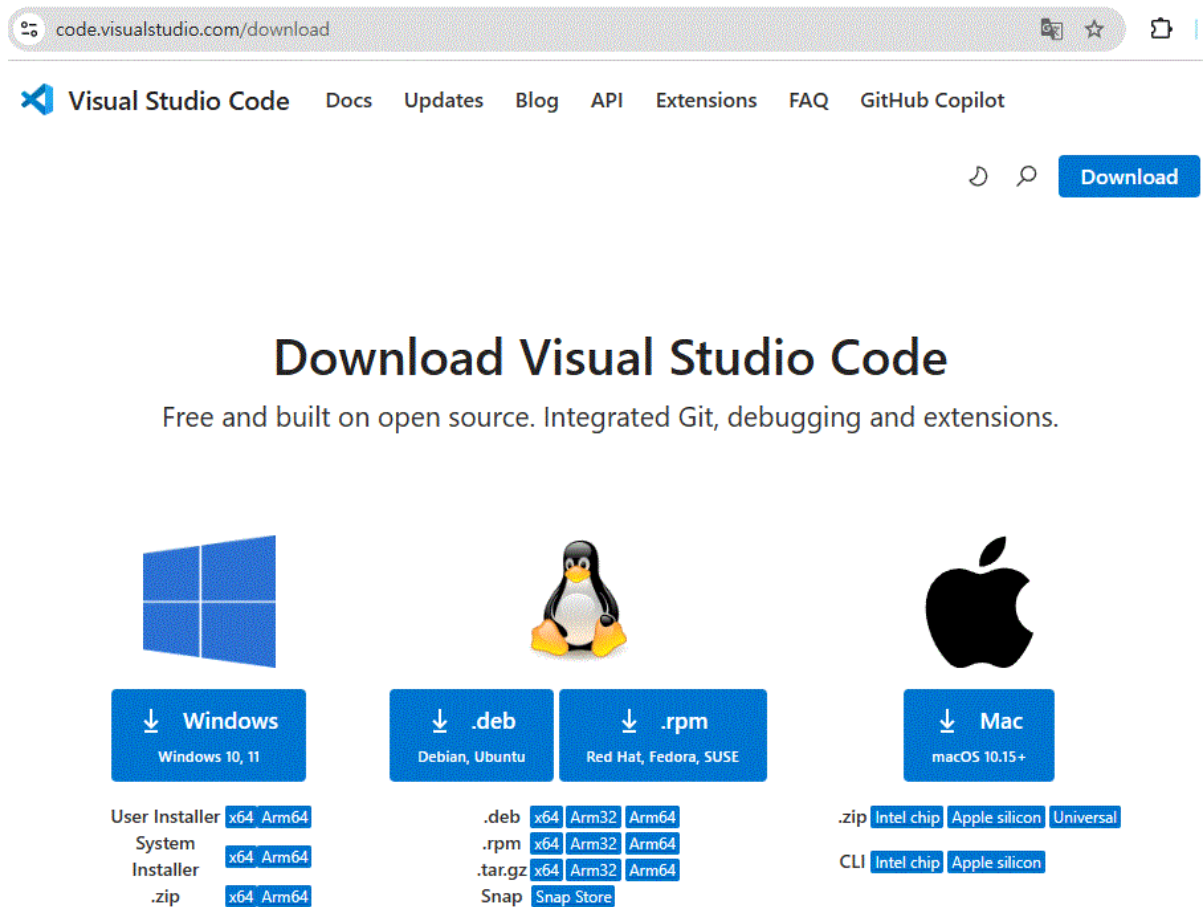 code.visualstudio.com/download
Visual Studio Code Docs Updates Blog API Extensions FAQ GitHub Copilot
Download
Download Visual Studio Code
Free and built on open source. Integrated Git, debugging and extensions.
Windows
Windows 10, 11
.deb
Debian, Ubuntu
.rpm
Red Hat, Fedora, SUSE
Mac
macOS 10.15+
User Installer x64 Arm64
System Installer x64 Arm64
.zip x64 Arm64
.deb x64 Arm32 Arm64
.rpm x64 Arm32 Arm64
.tar.gz x64 Arm32 Arm64
Snap Snap Store
.zip Intel chip Apple silicon Universal
CLI Intel chip Apple silicon